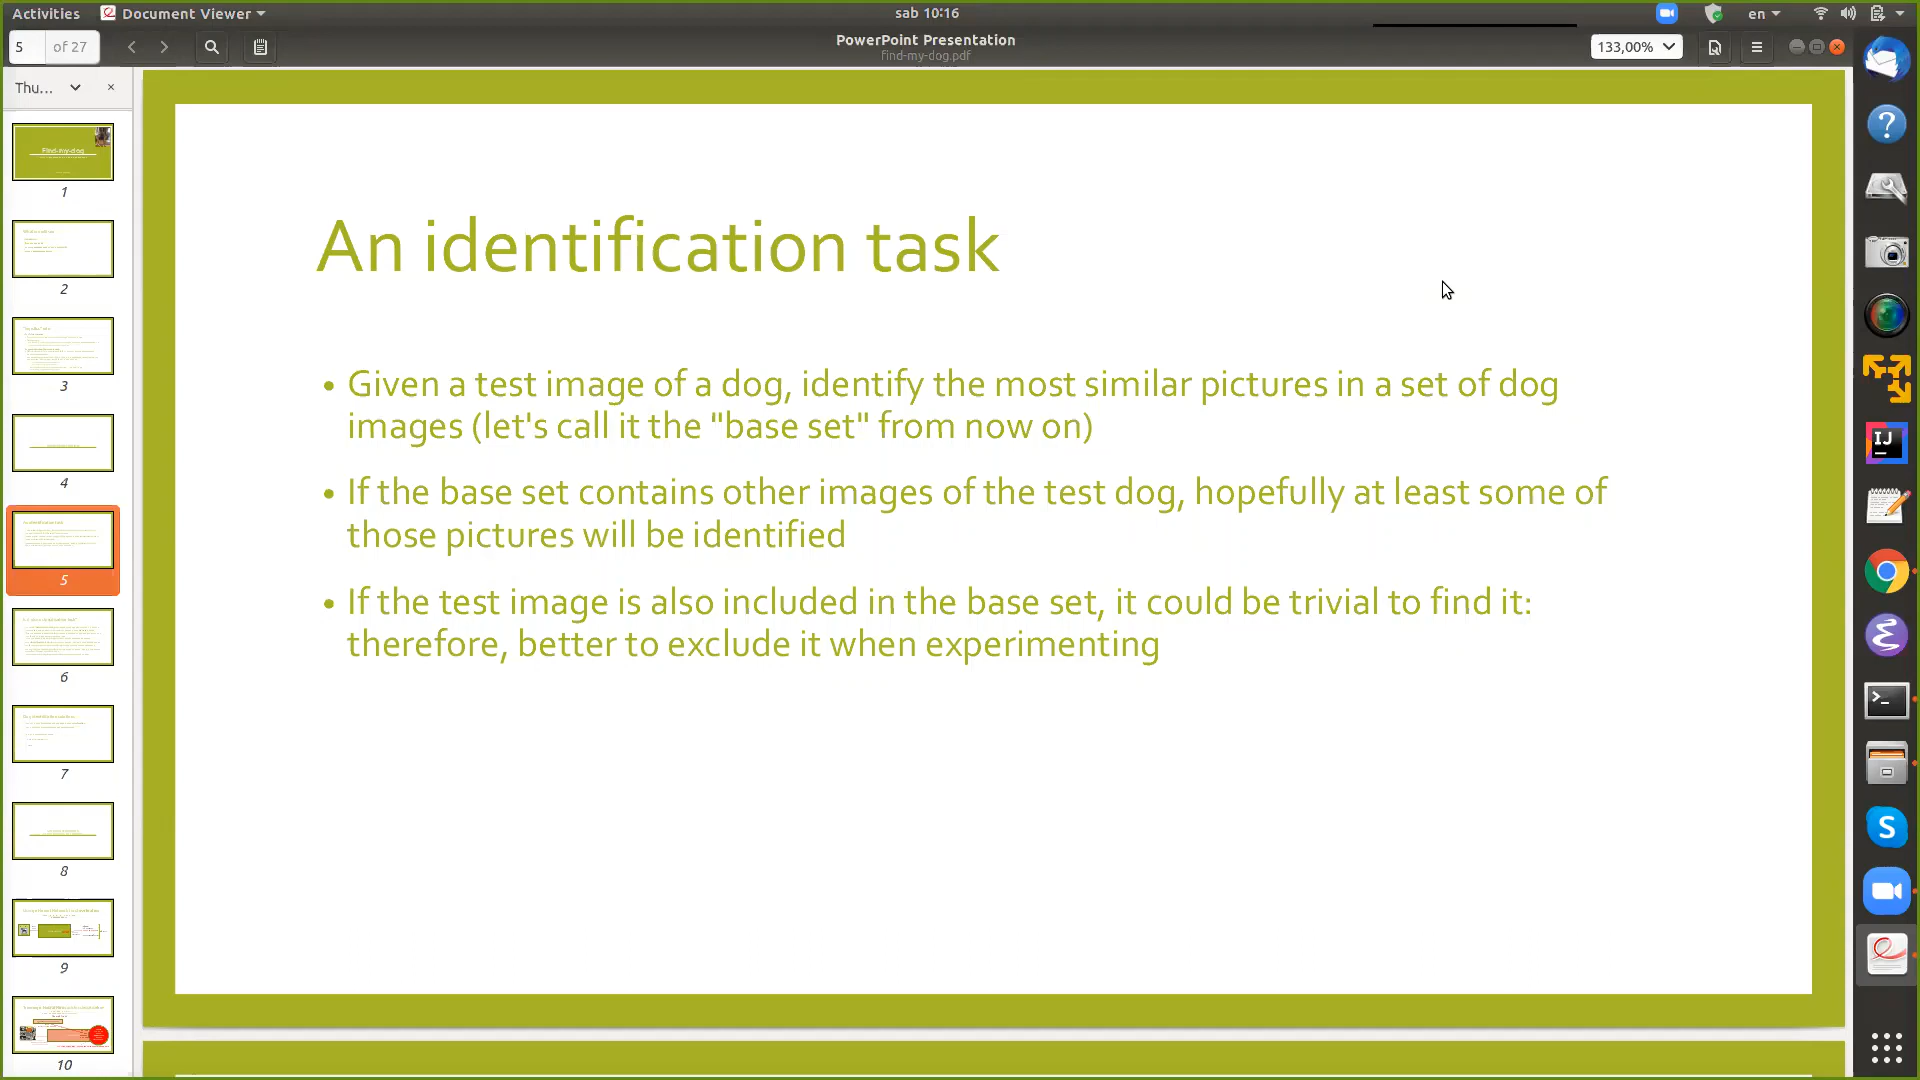 Activities
Document Viewer
sab 10:16
en
5
of 27
PowerPoint Presentation
find-my-dog.pdf
133,00%
Thu...
Find-my-dog
1
2
3
4
5
6
7
8
9
10
An identification task
• Given a test image of a dog, identify the most similar pictures in a set of dog
images (let's call it the "base set" from now on)
• If the base set contains other images of the test dog, hopefully at least some of
those pictures will be identified
• If the test image is also included in the base set, it could be trivial to find it:
therefore, better to exclude it when experimenting
IJ
S